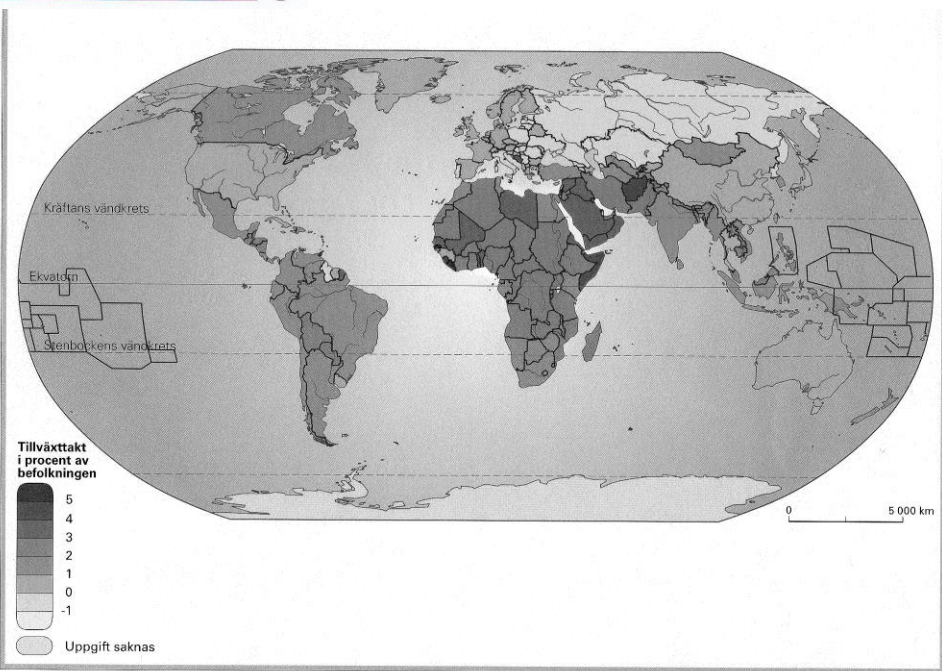 Kräftans vändkrets
Ekvatorn
Stenbockens vändkrets
Tillväxttakt
i procent av
befolkningen
5
4
3
2
1
0
-1
Uppgift saknas
0
5 000 km